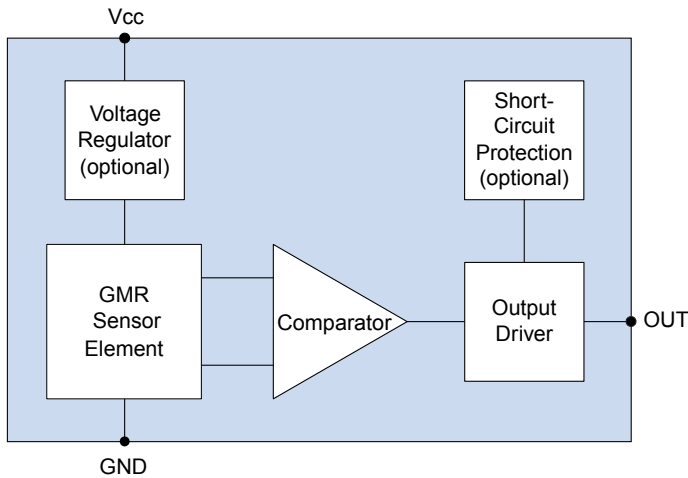 Vcc
Voltage
Regulator
(optional)
Short-
Circuit
Protection
(optional)
GMR
Sensor
Element
Comparator
Output
Driver
OUT
GND